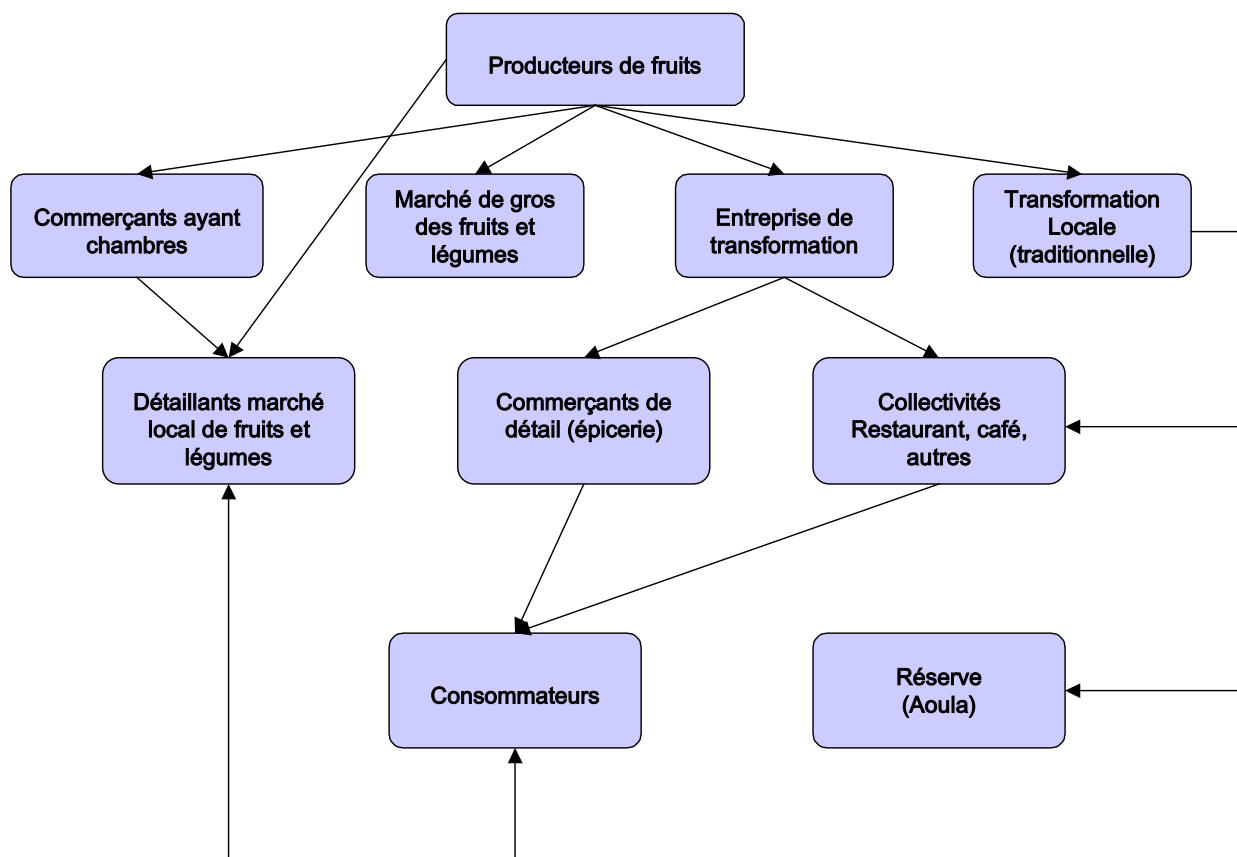 Producteurs de fruits
Commerçants ayant
chambres
Marché de gros
des fruits et
légumes
Entreprise de
transformation
Transformation
Locale
(traditionnelle)
Détaillants marché
local de fruits et
légumes
Commerçants de
détail (épicerie)
Collectivités
Restaurant, café,
autres
Consommateurs
Réserve
(Aoula)